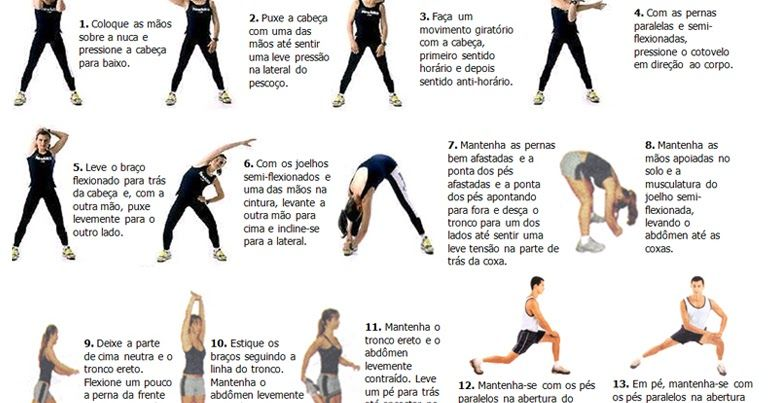 1. Coloque as mãos
sobre a nuca e
pressione a cabeça
para baixo.
2. Puxe a cabeça
com uma das
mãos até sentir
uma leve pressão
na lateral do
pescoço.
3. Faça um
movimento giratório
com a cabeça,
primeiro sentido
horário e depois
sentido anti-horário.
4. Com as pernas
paralelas e semi-
flexionadas,
pressione o cotovelo
em direção ao corpo.
5. Leve o braço
flexionado para trás
da cabeça e, com a
outra mão, puxe
levemente para o
outro lado.
6. Com os joelhos
semi-flexionados e
uma das mãos na
cintura, levante a
outra mão para
cima e incline-se
para a lateral.
7. Mantenha as pernas
bem afastadas e a
ponta dos pés
afastadas e a ponta
dos pés apontando
para fora e desça o
tronco para um dos
lados até sentir uma
leve tensão na parte de
trás da coxa.
8. Mantenha as
mãos apoiadas no
solo e a
musculatura do
joelho semi-
flexionada,
levando o
abdômen até as
coxas.
9. Deixe a parte
de cima neutra e o
tronco ereto.
Flexione um pouco
a perna da frente
10. Estique os
braços seguindo a
linha do tronco.
Mantenha o
abdômen levemente
11. Mantenha o
tronco ereto e o
abdômen
levemente
contraído. Leve
um pé para trás
12. Mantenha-se com os pés
paralelos na abertura do
13. Em pé, mantenha-se com
os pés paralelos na abertura